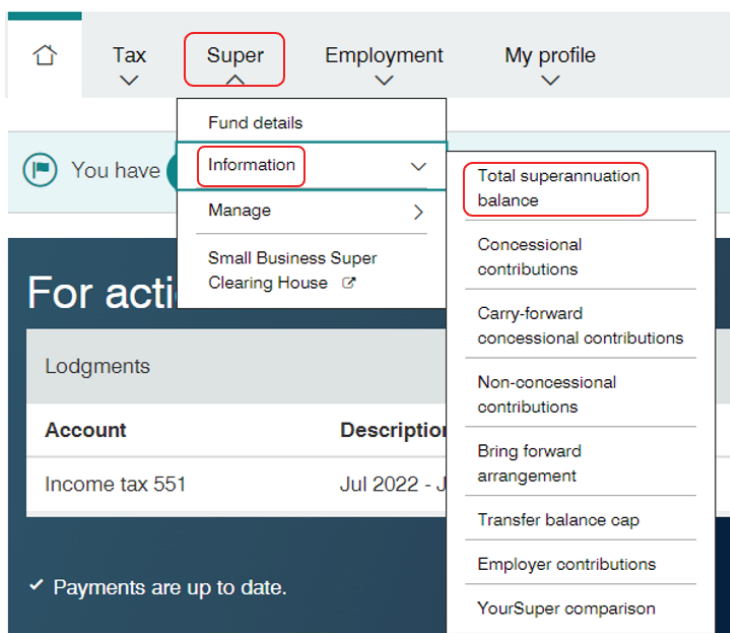 Tax
Super
Employment
My profile
Fund details
Information
Manage
Small Business Super
Clearing House
Total superannuation
balance
Concessional
contributions
Carry-forward
concessional contributions
Non-concessional
contributions
Bring forward
arrangement
Transfer balance cap
Employer contributions
YourSuper comparison
You have
For acti
Lodgments
Account
Description
Income tax 551
Jul 2022 - J
Payments are up to date.